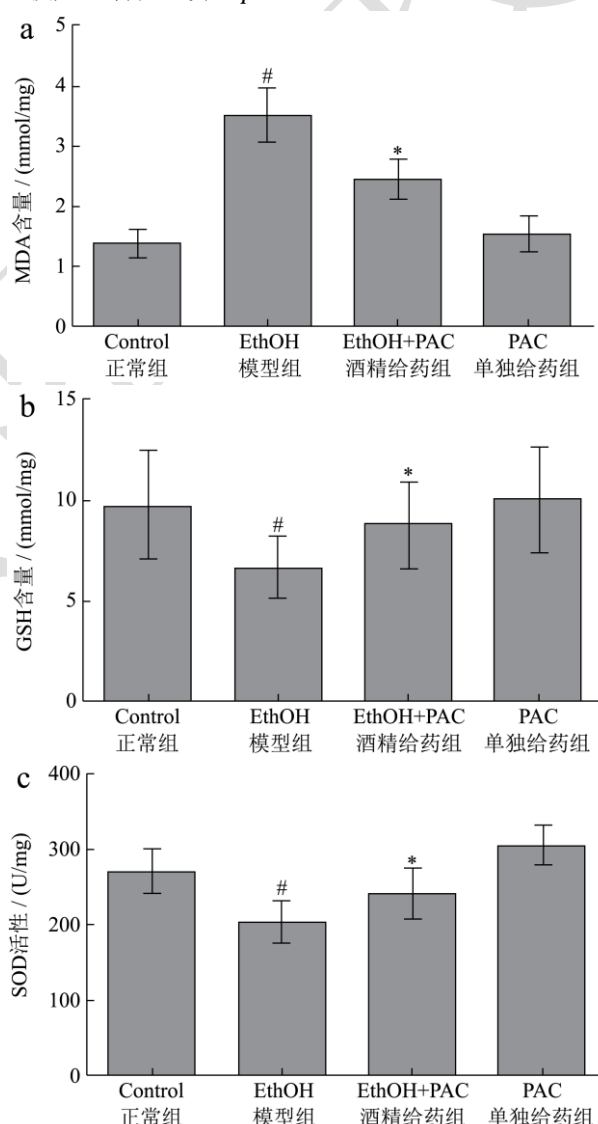 a
5
4
3
2
1
0
MDA含量 / (mmol/mg)
#
*
Control EthOH EthOH+PAC PAC
正常组 模型组 酒精给药组 单独给药组
b
15
10
5
0
GSH含量 / (mmol/mg)
#
*
Control EthOH EthOH+PAC PAC
正常组 模型组 酒精给药组 单独给药组
c
400
300
200
100
0
SOD活性 / (U/mg)
#
*
Control EthOH EthOH+PAC PAC
正常组 模型组 酒精给药组 单独给药组